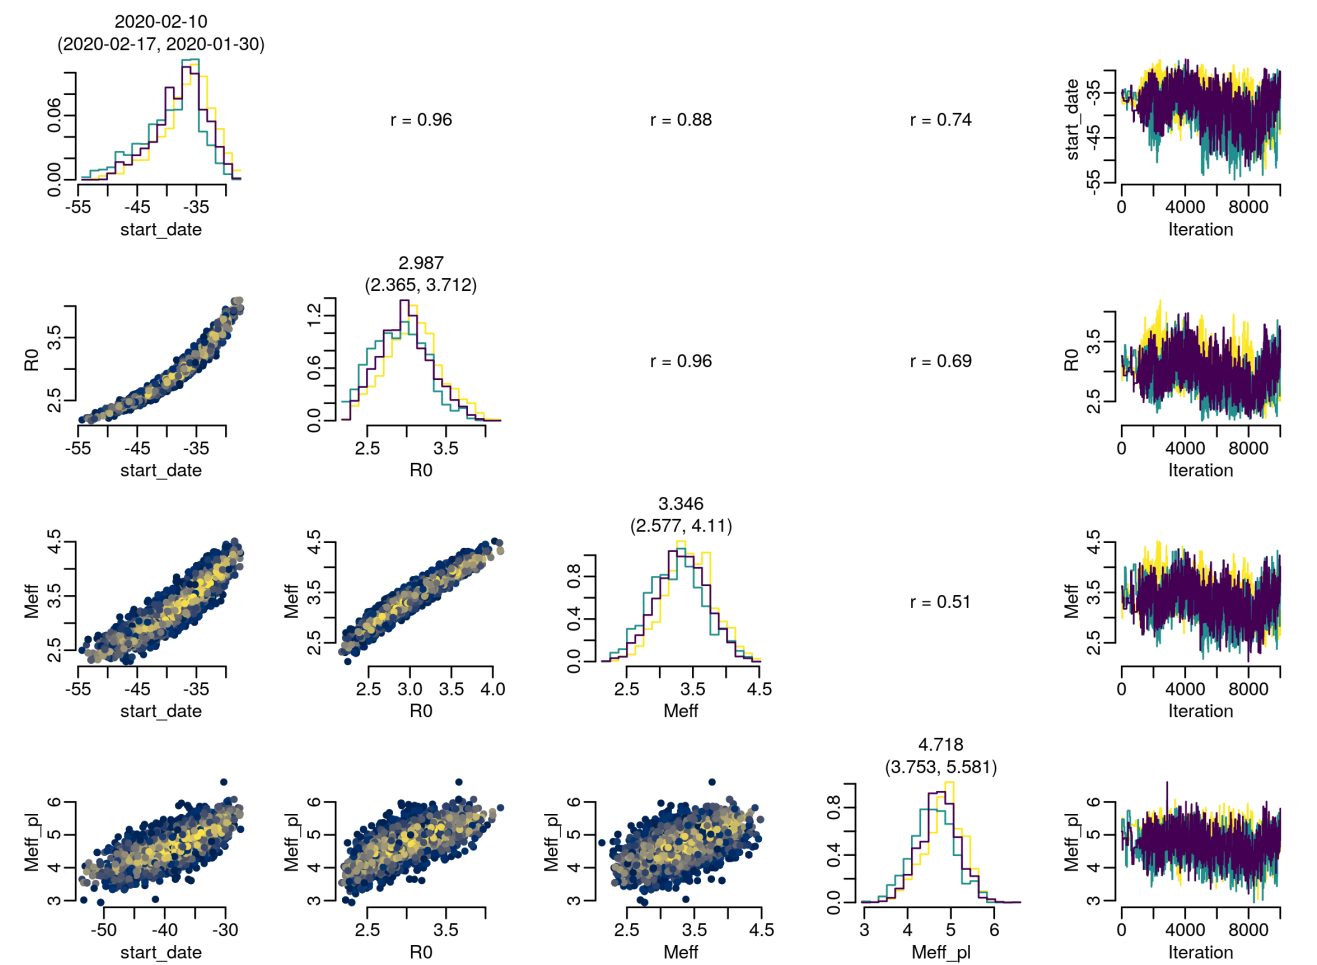 2020-02-10
(2020-02-17, 2020-01-30)
0.00 0.06
-55 -45 -35
start_date
r = 0.96
r = 0.88
r = 0.74
start_date
-55 -45 -35
0 4000 8000
Iteration
R0
2.5 3.5
-55 -45 -35
start_date
2.987
(2.365, 3.712)
0.0 0.6 1.2
2.5 3.5
R0
r = 0.96
r = 0.69
R0
2.5 3.5
0 4000 8000
Iteration
Meff
2.5 3.5 4.5
-55 -45 -35
start_date
Meff
2.5 3.5 4.5
2.5 3.0 3.5 4.0
R0
3.346
(2.577, 4.11)
0.0 0.4 0.8
2.5 3.5 4.5
Meff
r = 0.51
Meff
2.5 3.5 4.5
0 4000 8000
Iteration
Meff_pl
3 4 5 6
-50 -40 -30
start_date
Meff_pl
3 4 5 6
2.5 3.5
R0
Meff_pl
3 4 5 6
2.5 3.5 4.5
Meff
4.718
(3.753, 5.581)
0.0 0.4 0.8
3 4 5 6
Meff_pl
Meff_pl
3 4 5 6
0 4000 8000
Iteration